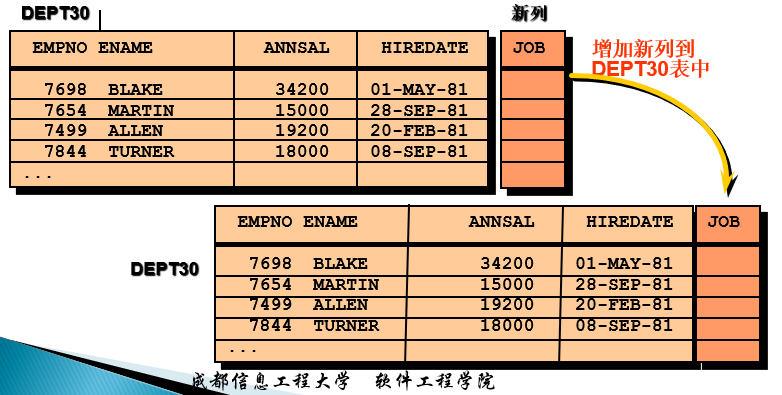 DEPT30
新列
EMPNO ENAME ANNSAL HIREDATE JOB
7698 BLAKE 34200 01-MAY-81
7654 MARTIN 15000 28-SEP-81
7499 ALLEN 19200 20-FEB-81
7844 TURNER 18000 08-SEP-81
...
增加新列到
DEPT30表中
DEPT30
EMPNO ENAME ANNSAL HIREDATE JOB
7698 BLAKE 34200 01-MAY-81
7654 MARTIN 15000 28-SEP-81
7499 ALLEN 19200 20-FEB-81
7844 TURNER 18000 08-SEP-81
...
成都信息工程大学 软件工程学院